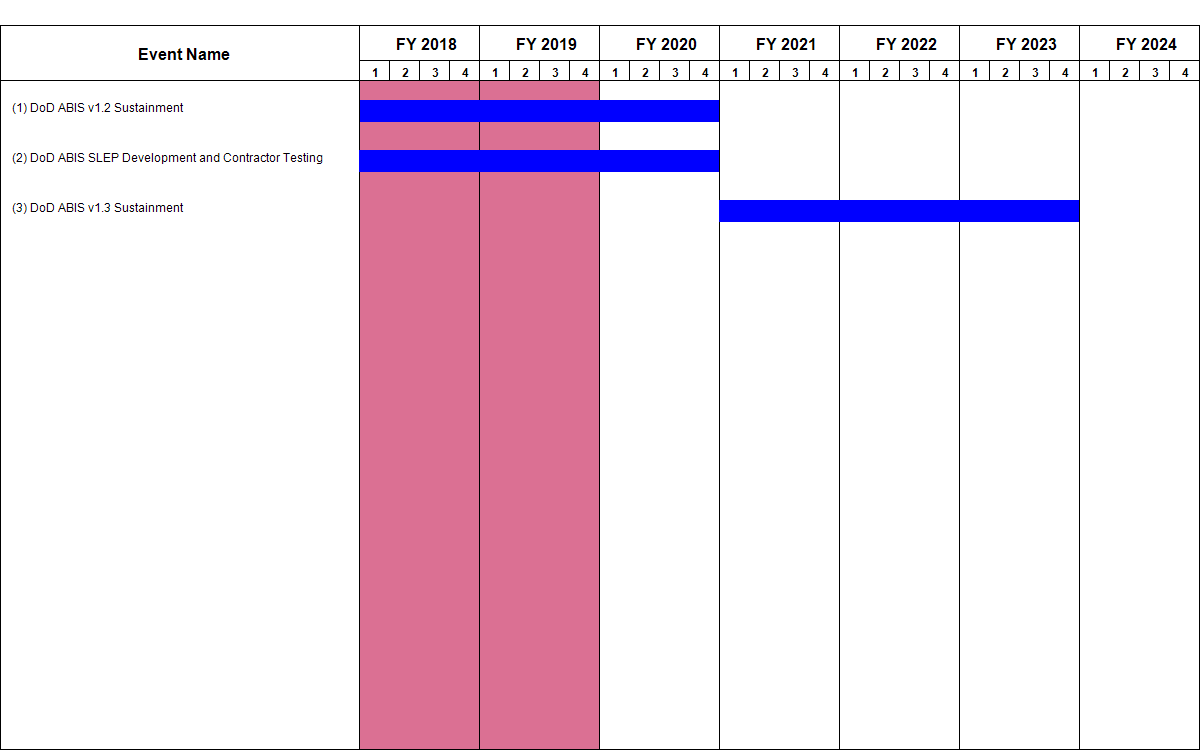 Event Name
FY 2018 FY 2019 FY 2020 FY 2021 FY 2022 FY 2023 FY 2024
1 2 3 4 1 2 3 4 1 2 3 4 1 2 3 4 1 2 3 4 1 2 3 4 1 2 3 4
(1) DoD ABIS v1.2 Sustainment
(2) DoD ABIS SLEP Development and Contractor Testing
(3) DoD ABIS v1.3 Sustainment